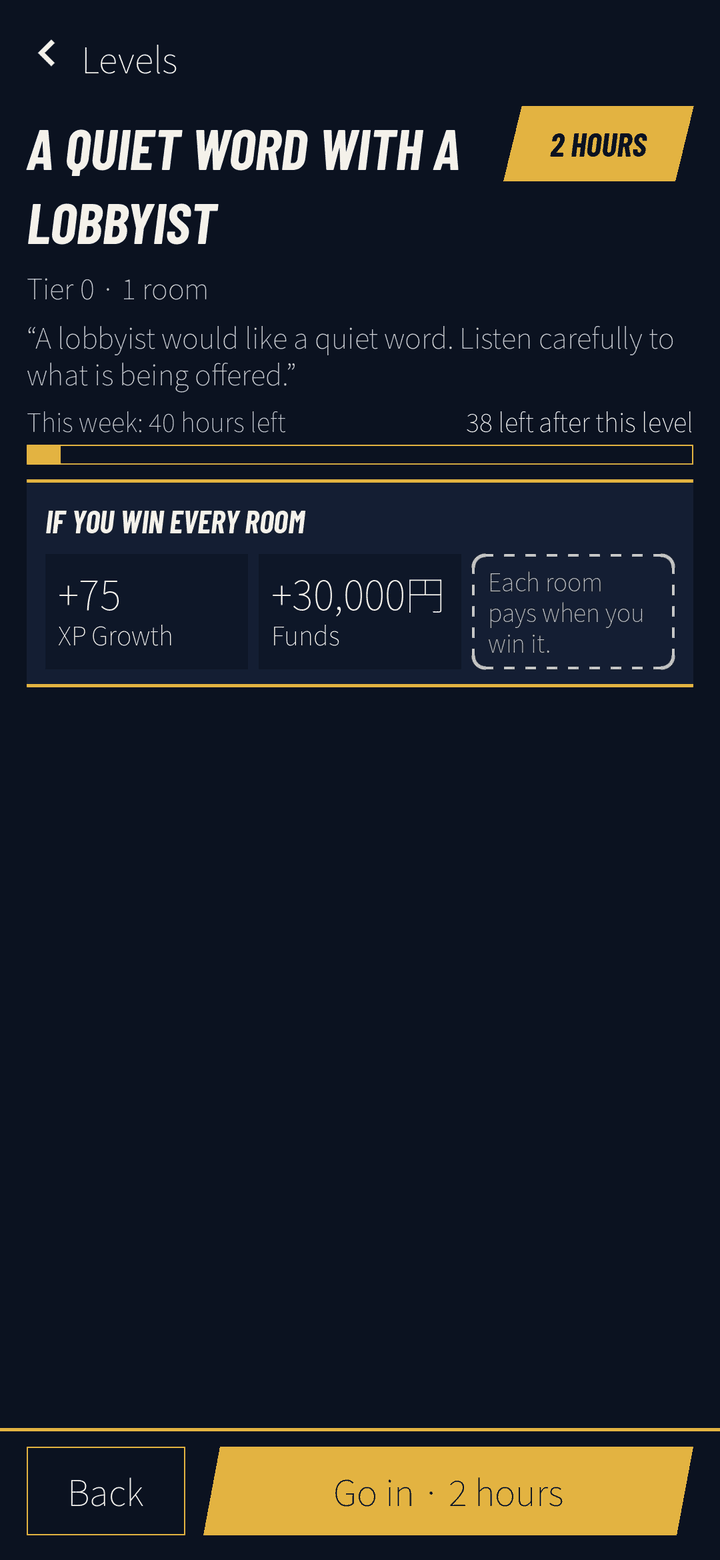 Levels
A QUIET WORD WITH A
LOBBYIST
2 HOURS
Tier 0 · 1 room
“A lobbyist would like a quiet word. Listen carefully to
what is being offered.”
This week: 40 hours left
38 left after this level
IF YOU WIN EVERY ROOM
+75
XP Growth
+30,000円
Funds
Each room
pays when you
win it.
Back
Go in · 2 hours